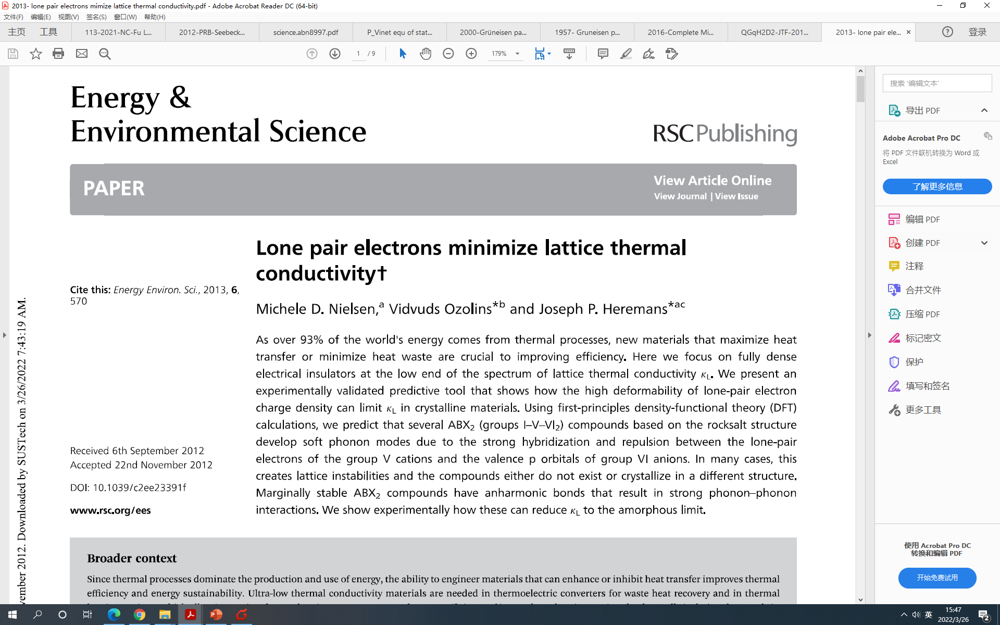 2013- lone pair electrons mimize lattice thermal conductivity.pdf - Adobe Acrobat Reader DC (64-bit)
文件(F) 编辑(E) 视图(V) 签名(S) 窗口(W) 帮助(H)
主页 工具 113-2021-NC-Fu L... 2012-PRB-Seebeck... science.abn8997.pdf P_Vinet equ of stat... 2000-Grüneisen pa... 1957- Gruneisen p... 2016-Complete Mi... QGqH2D2-JTF-201... 2013- lone pair ele... × ? 登录
1 / 9 179%
Energy &
Environmental Science
RSC Publishing
PAPER
View Article Online
View Journal | View Issue
Lone pair electrons minimize lattice thermal
conductivity†
Cite this: Energy Environ. Sci., 2013, 6,
570
Michele D. Nielsen,a Vidvuds Ozolins*b and Joseph P. Heremans*ac
As over 93% of the world's energy comes from thermal processes, new materials that maximize heat
transfer or minimize heat waste are crucial to improving efficiency. Here we focus on fully dense
electrical insulators at the low end of the spectrum of lattice thermal conductivity κL. We present an
experimentally validated predictive tool that shows how the high deformability of lone-pair electron
charge density can limit κL in crystalline materials. Using first-principles density-functional theory (DFT)
calculations, we predict that several ABX2 (groups I–V–VI2) compounds based on the rocksalt structure
develop soft phonon modes due to the strong hybridization and repulsion between the lone-pair
electrons of the group V cations and the valence p orbitals of group VI anions. In many cases, this
creates lattice instabilities and the compounds either do not exist or crystallize in a different structure.
Marginally stable ABX2 compounds have anharmonic bonds that result in strong phonon–phonon
interactions. We show experimentally how these can reduce κL to the amorphous limit.
Received 6th September 2012
Accepted 22nd November 2012
DOI: 10.1039/c2ee23391f
www.rsc.org/ees
vember 2012. Downloaded by SUSTech on 3/26/2022 7:43:19 AM.
Broader context
Since thermal processes dominate the production and use of energy, the ability to engineer materials that can enhance or inhibit heat transfer improves thermal
efficiency and energy sustainability. Ultra-low thermal conductivity materials are needed in thermoelectric converters for waste heat recovery and in thermal
搜索 '编辑文本'
导出 PDF
Adobe Acrobat Pro DC
将 PDF 文件联机转换为 Word 或
Excel
了解更多信息
编辑 PDF
创建 PDF
注释
合并文件
压缩 PDF
标记密文
保护
填写和签名
更多工具
使用 Acrobat Pro DC
转换和编辑 PDF
开始免费试用
英
15:47
2022/3/26
2